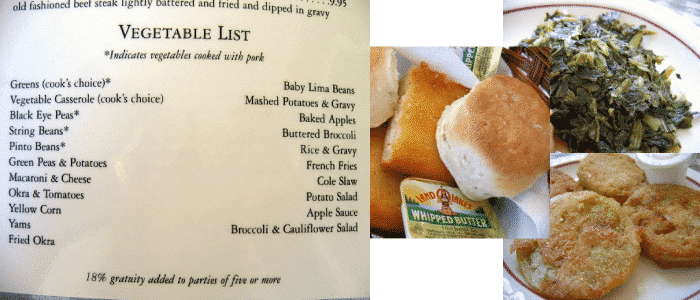 old fashioned beef steak lightly battered and fried and dipped in gravy
9.95
VEGETABLE LIST
*Indicates vegetables cooked with pork
Greens (cook's choice)*
Vegetable Casserole (cook's choice)
Black Eye Peas*
String Beans*
Pinto Beans*
Green Peas & Potatoes
Macaroni & Cheese
Okra & Tomatoes
Yellow Corn
Yams
Fried Okra
Baby Lima Beans
Mashed Potatoes & Gravy
Baked Apples
Buttered Broccoli
Rice & Gravy
French Fries
Cole Slaw
Potato Salad
Apple Sauce
Broccoli & Cauliflower Salad
18% gratuity added to parties of five or more
LAND O LAKES
WHIPPED BUTTER